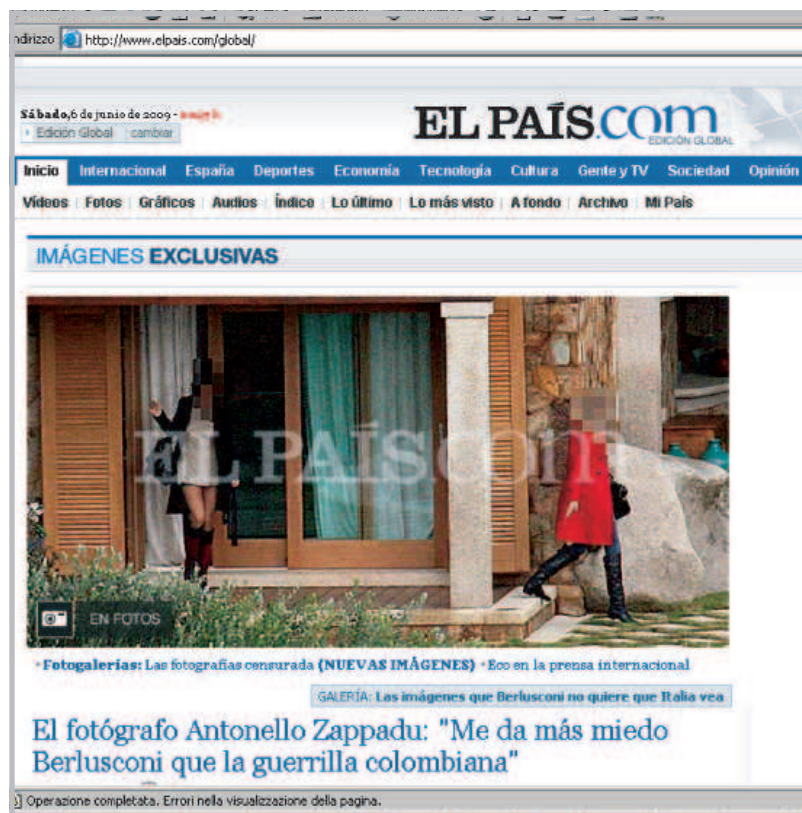 ndirizzo http://www.elpais.com/global/
Sábado, 6 de junio de 2009 -
Edición Global cambiar
EL PAÍS.com
EDICIÓN GLOBAL
Inicio Internacional España Deportes Economía Tecnología Cultura Gente y TV Sociedad Opinión
Vídeos Fotos Gráficos Audios Índice Lo último Lo más visto A fondo Archivo Mi País
IMÁGENES EXCLUSIVAS
EL PAÍS.com
EN FOTOS
Fotogalerías: Las fotografías censurada (NUEVAS IMÁGENES) Eco en la prensa internacional
GALERÍA: Las imágenes que Berlusconi no quiere que Italia vea
El fotógrafo Antonello Zappadu: "Me da más miedo
Berlusconi que la guerrilla colombiana"
Operazione completata. Errori nella visualizzazione della pagina.